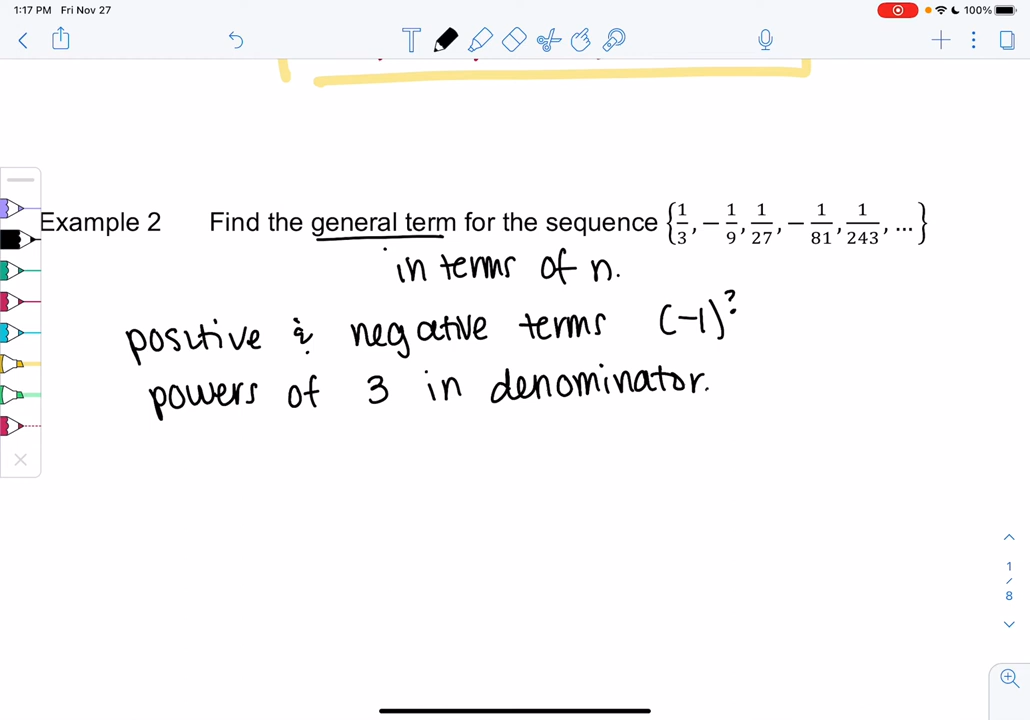 1:17 PM Fri Nov 27 100%
T
Example 2 Find the general term for the sequence {1/3, −1/9, 1/27, −1/81, 1/243, ...}
in terms of n.
positive & negative terms (-1)^?
powers of 3 in denominator.
1
/
8